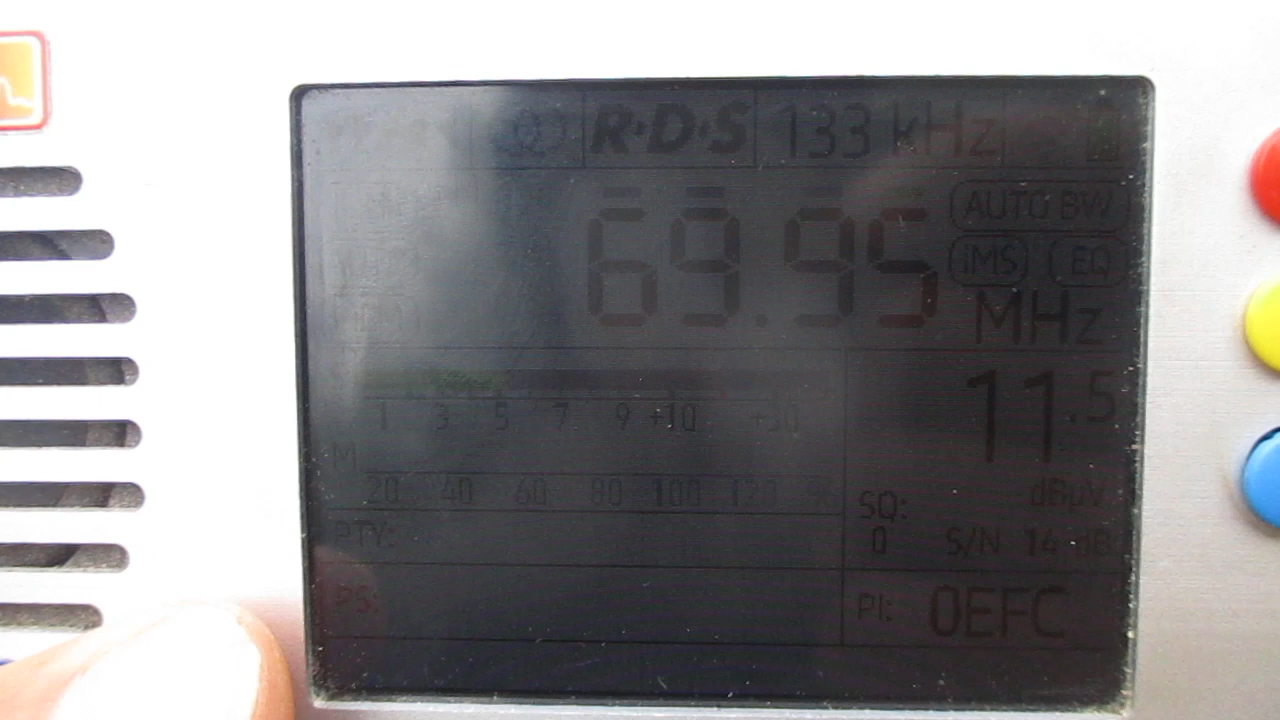 R·D·S 133 kHz
AUTO BW
69.95
iMS EQ
MHz
11.5
1 3 5 7 9 +10 +30
M
20 40 60 80 100 120 %
dBµV
SQ:
PTY:
0 S/N 14 dB
PS:
PI: 0EFC